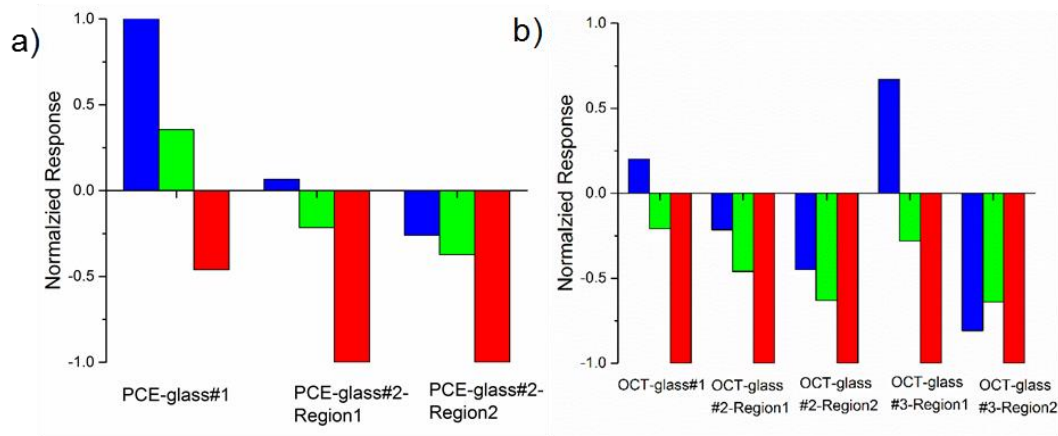 a)
Normalzied Response
1.0
0.5
0.0
-0.5
-1.0
PCE-glass#1
PCE-glass#2-
Region1
PCE-glass#2-
Region2
b)
Normalzied Response
1.0
0.5
0.0
-0.5
-1.0
OCT-glass#1
OCT-glass
#2-Region1
OCT-glass
#2-Region2
OCT-glass
#3-Region1
OCT-glass
#3-Region2